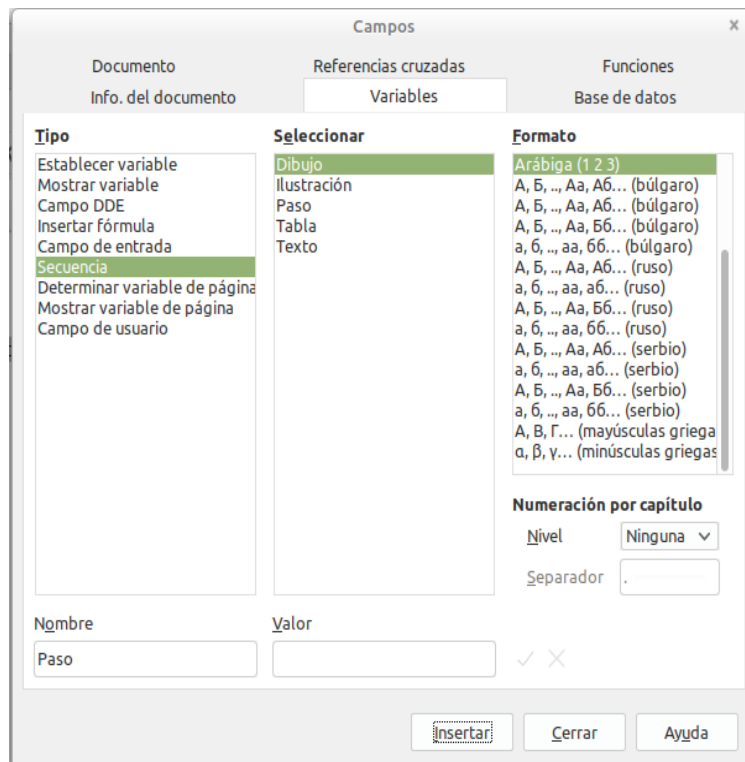 Campos
Documento
Referencias cruzadas
Funciones
Info. del documento
Variables
Base de datos
Tipo
Establecer variable
Mostrar variable
Campo DDE
Insertar fórmula
Campo de entrada
Secuencia
Determinar variable de página
Mostrar variable de página
Campo de usuario
Seleccionar
Dibujo
Ilustración
Paso
Tabla
Texto
Formato
Arábiga (1 2 3)
А, Б, .., Аа, Аб... (búlgaro)
А, Б, .., Аа, Аб... (búlgaro)
А, Б, .., Аа, Бб... (búlgaro)
а, б, .., аа, бб... (búlgaro)
А, Б, .., Аа, Аб... (ruso)
а, б, .., аа, аб... (ruso)
А, Б, .., Аа, Бб... (ruso)
а, б, .., аа, бб... (ruso)
А, Б, .., Аа, Аб... (serbio)
а, б, .., аа, аб... (serbio)
А, Б, .., Аа, Бб... (serbio)
а, б, .., аа, бб... (serbio)
Α, Β, Γ... (mayúsculas griega
α, β, γ... (minúsculas griegas
Numeración por capítulo
Nivel
Ninguna
Separador
.
Nombre
Paso
Valor
Insertar
Cerrar
Ayuda